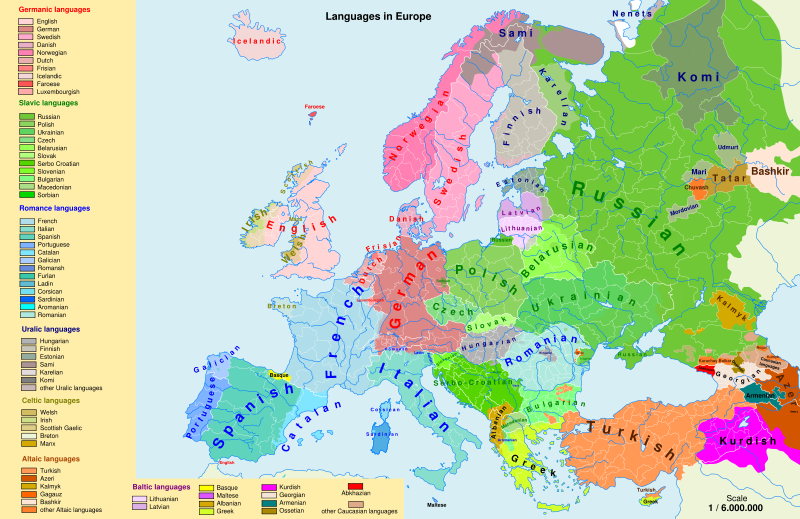 Languages in Europe
Germanic languages
English
German
Swedish
Danish
Norwegian
Dutch
Frisian
Icelandic
Faroese
Luxembourgish
Slavic languages
Russian
Polish
Ukrainian
Czech
Belarusian
Slovak
Serbo Croatian
Slovenian
Bulgarian
Macedonian
Sorbian
Romance languages
French
Italian
Spanish
Portuguese
Catalan
Galician
Romansh
Furlan
Ladin
Corsican
Sardinian
Aromanian
Romanian
Uralic languages
Hungarian
Finnish
Estonian
Sami
Karelian
Komi
other Uralic languages
Celtic languages
Welsh
Irish
Scottish Gaelic
Breton
Manx
Altaic languages
Turkish
Azeri
Kalmyk
Gagauz
Bashkir
other Altaic languages
Baltic languages
Lithuanian
Latvian
Basque
Maltese
Albanian
Greek
Kurdish
Georgian
Armenian
Ossetian
Abkhazian
other Caucasian languages
Icelandic
Faroese
Nenets
Sami
Komi
Karelian
Finnish
Norwegian
Swedish
Udmurt
Mari
Tatar
Bashkir
Chuvash
Mordovian
Estonian
Russian
Latvian
Lithuanian
Russian
Danish
Irish
English
Welsh
Frisian
Dutch
German
Polish
Belarusian
Ukrainian
Kalmyk
Breton
French
Czech
Slovak
Hungarian
Romanian
Russian
Galician
Basque
Portuguese
Spanish
Catalan
Italian
Corsican
Sardinian
Serbo-Croatian
Bulgarian
Albanian
Georgian
Azeri
Armenian
Turkish
Kurdish
Greek
English
Maltese
Turkish
Greek
Scale
1 / 6.000.000